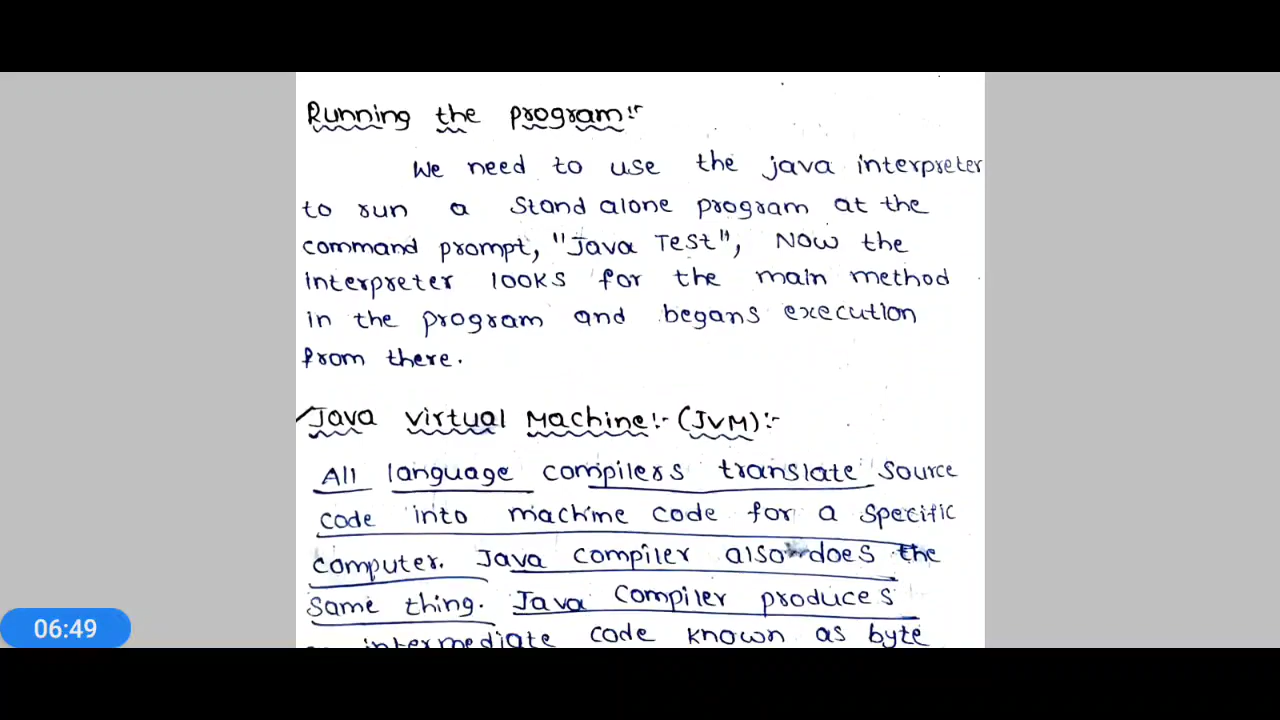 Running the program:-
We need to use the java interpreter
to run a Stand alone program at the
command prompt, "Java Test", Now the
interpreter looks for the main method
in the program and begans execution
from there.
Java virtual Machine:- (JVM):-
All language compilers translate source
code into machine code for a specific
computer. Java compiler also does the
same thing. Java compiler produces
intermediate code known as byte
06:49